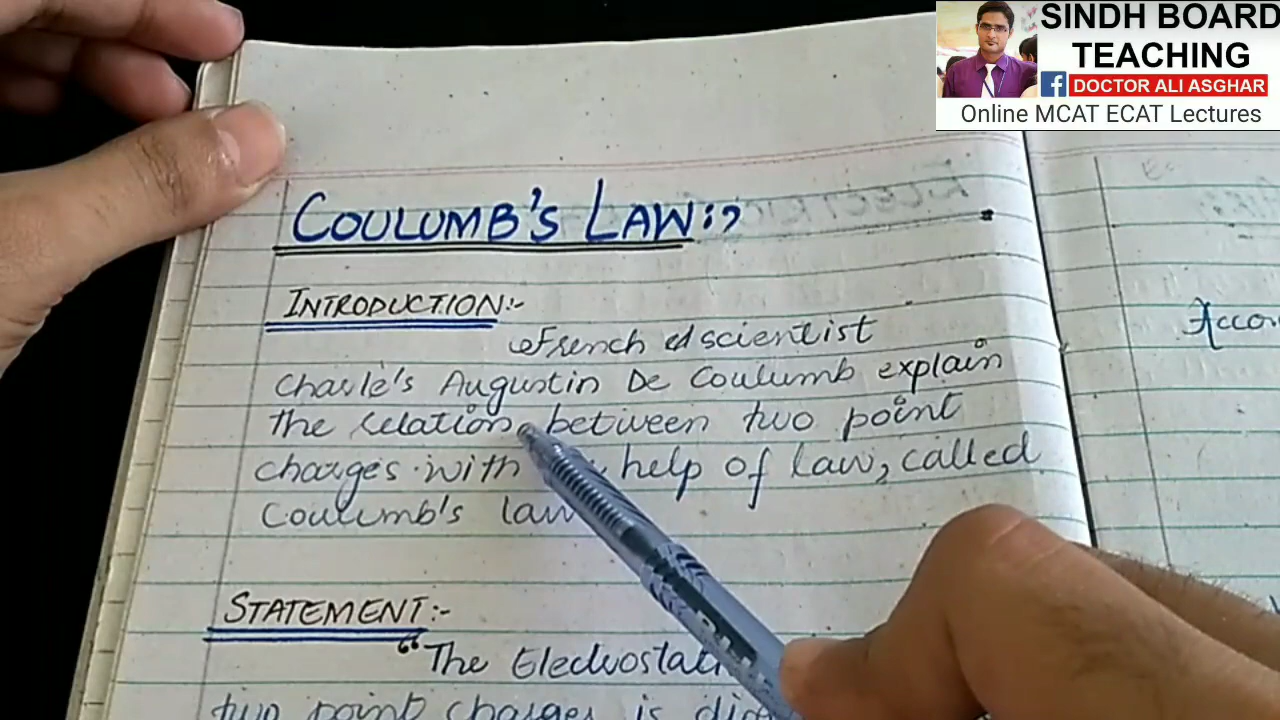 SINDH BOARD
TEACHING
DOCTOR ALI ASGHAR
Online MCAT ECAT Lectures
COULUMB'S LAW:?
INTRODUCTION:-
French scientist
Charle's Augustin De Coulumb explain
the relation between two point
charges with help of law, called
Coulumb's law
STATEMENT:-
"The
two point charges is